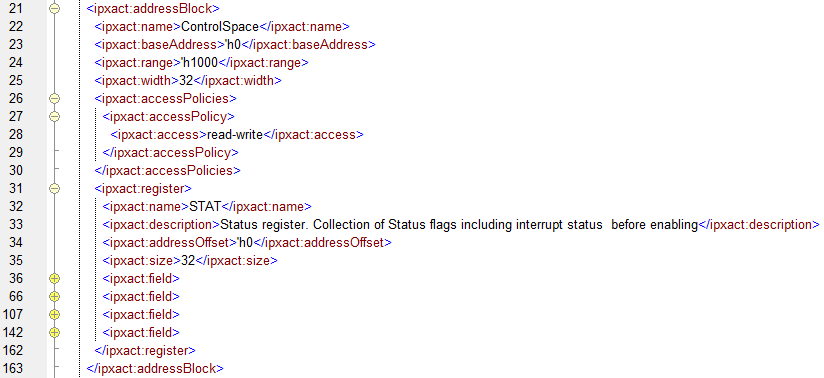 21 <ipxact:addressBlock>
22 <ipxact:name>ControlSpace</ipxact:name>
23 <ipxact:baseAddress>'h0</ipxact:baseAddress>
24 <ipxact:range>'h1000</ipxact:range>
25 <ipxact:width>32</ipxact:width>
26 <ipxact:accessPolicies>
27 <ipxact:accessPolicy>
28 <ipxact:access>read-write</ipxact:access>
29 </ipxact:accessPolicy>
30 </ipxact:accessPolicies>
31 <ipxact:register>
32 <ipxact:name>STAT</ipxact:name>
33 <ipxact:description>Status register. Collection of Status flags including interrupt status  before enabling</ipxact:description>
34 <ipxact:addressOffset>'h0</ipxact:addressOffset>
35 <ipxact:size>32</ipxact:size>
36 <ipxact:field>
66 <ipxact:field>
107 <ipxact:field>
142 <ipxact:field>
162 </ipxact:register>
163 </ipxact:addressBlock>